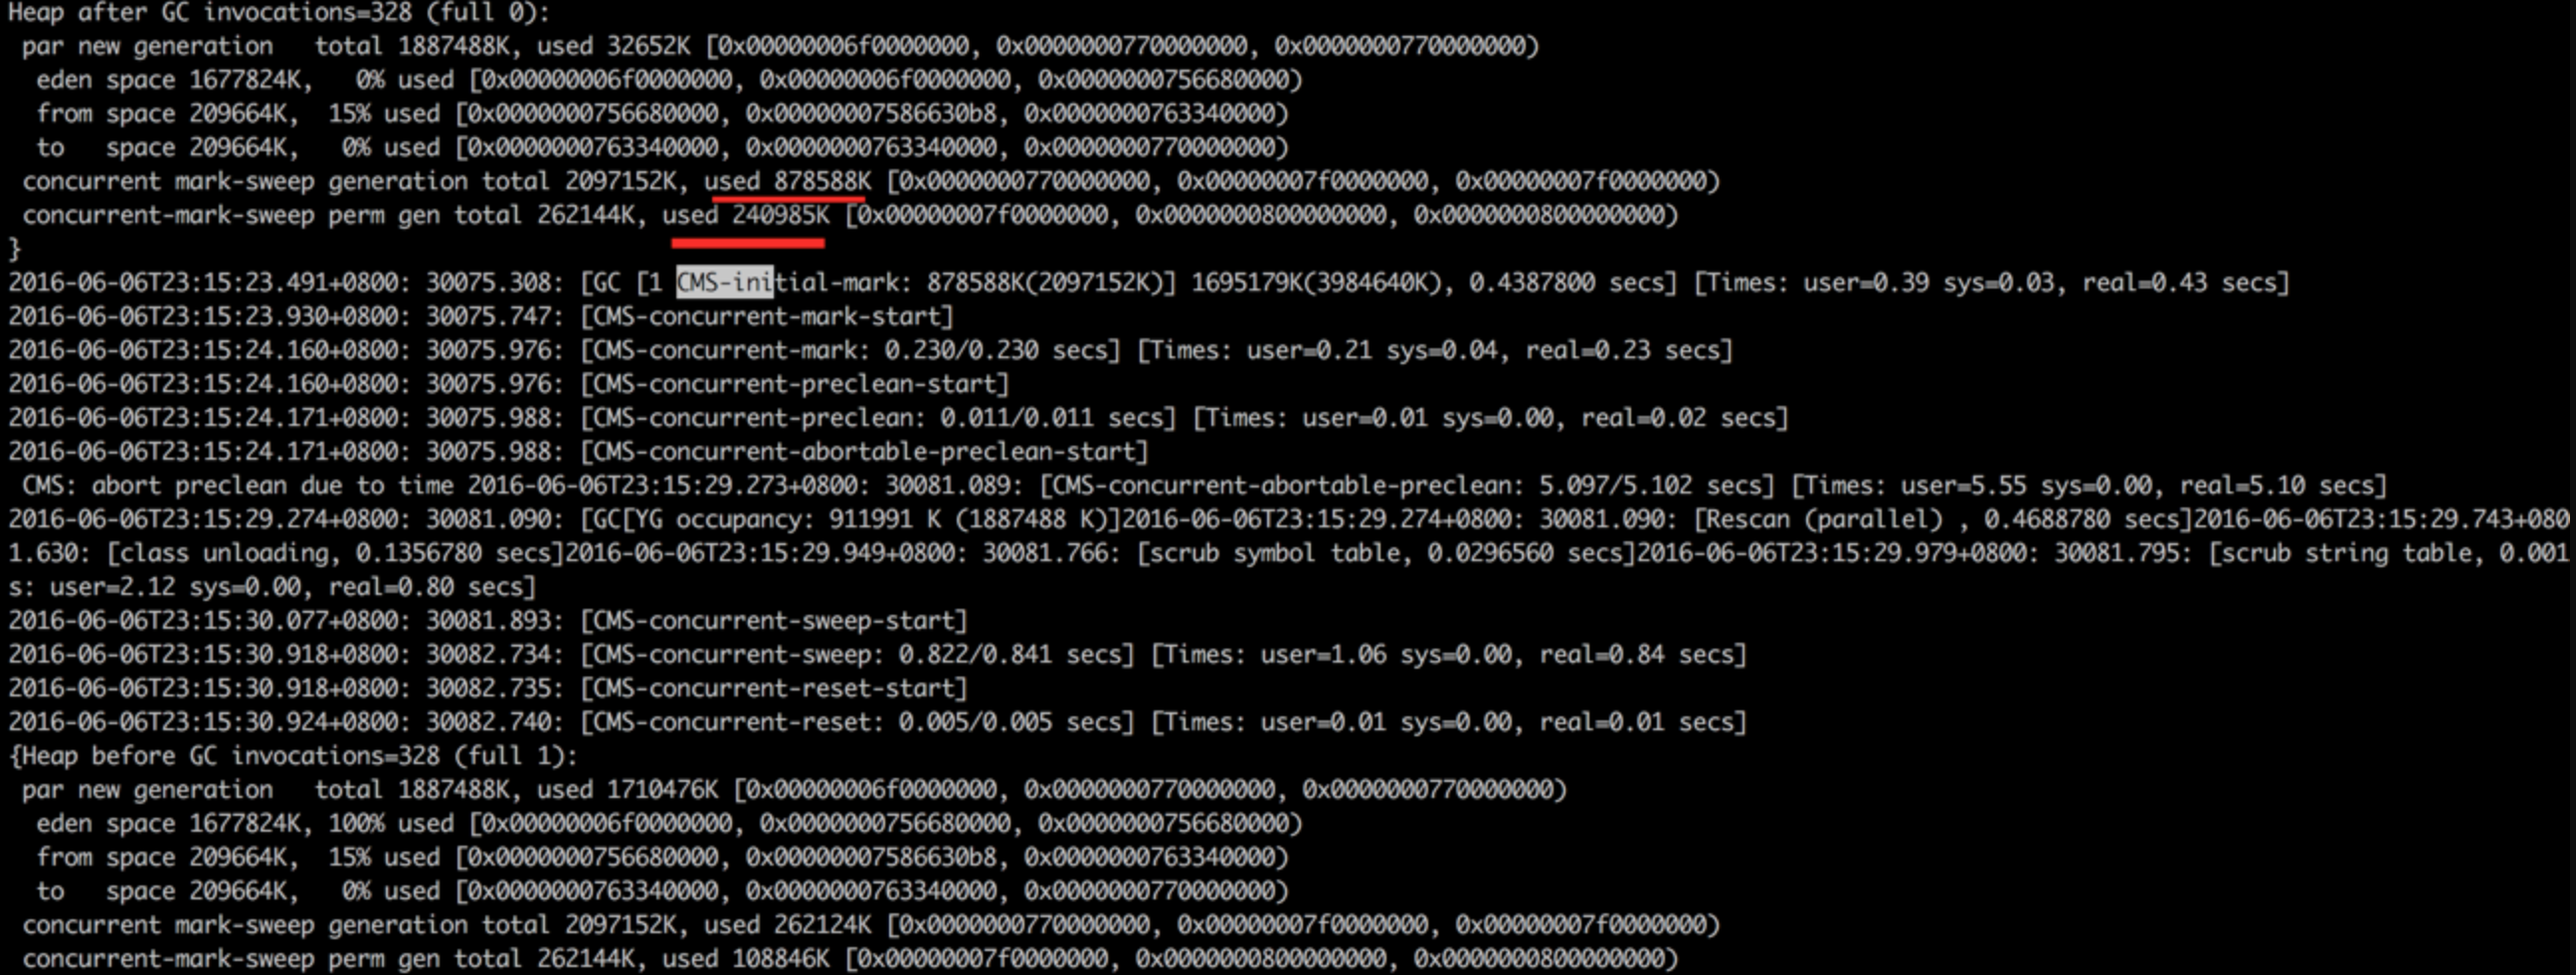 Heap after GC invocations=328 (full 0):
 par new generation   total 1887488K, used 32652K [0x00000006f0000000, 0x0000000770000000, 0x0000000770000000)
  eden space 1677824K,   0% used [0x00000006f0000000, 0x00000006f0000000, 0x0000000756680000)
  from space 209664K,  15% used [0x0000000756680000, 0x00000007586630b8, 0x0000000763340000)
  to   space 209664K,   0% used [0x0000000763340000, 0x0000000763340000, 0x0000000770000000)
 concurrent mark-sweep generation total 2097152K, used 878588K [0x0000000770000000, 0x00000007f0000000, 0x00000007f0000000)
 concurrent-mark-sweep perm gen total 262144K, used 240985K [0x00000007f0000000, 0x0000000800000000, 0x0000000800000000)
}
2016-06-06T23:15:23.491+0800: 30075.308: [GC [1 CMS-initial-mark: 878588K(2097152K)] 1695179K(3984640K), 0.4387800 secs] [Times: user=0.39 sys=0.03, real=0.43 secs]
2016-06-06T23:15:23.930+0800: 30075.747: [CMS-concurrent-mark-start]
2016-06-06T23:15:24.160+0800: 30075.976: [CMS-concurrent-mark: 0.230/0.230 secs] [Times: user=0.21 sys=0.04, real=0.23 secs]
2016-06-06T23:15:24.160+0800: 30075.976: [CMS-concurrent-preclean-start]
2016-06-06T23:15:24.171+0800: 30075.988: [CMS-concurrent-preclean: 0.011/0.011 secs] [Times: user=0.01 sys=0.00, real=0.02 secs]
2016-06-06T23:15:24.171+0800: 30075.988: [CMS-concurrent-abortable-preclean-start]
 CMS: abort preclean due to time 2016-06-06T23:15:29.273+0800: 30081.089: [CMS-concurrent-abortable-preclean: 5.097/5.102 secs] [Times: user=5.55 sys=0.00, real=5.10 secs]
2016-06-06T23:15:29.274+0800: 30081.090: [GC[YG occupancy: 911991 K (1887488 K)]2016-06-06T23:15:29.274+0800: 30081.090: [Rescan (parallel) , 0.4688780 secs]2016-06-06T23:15:29.743+080
1.630: [class unloading, 0.1356780 secs]2016-06-06T23:15:29.949+0800: 30081.766: [scrub symbol table, 0.0296560 secs]2016-06-06T23:15:29.979+0800: 30081.795: [scrub string table, 0.001
s: user=2.12 sys=0.00, real=0.80 secs]
2016-06-06T23:15:30.077+0800: 30081.893: [CMS-concurrent-sweep-start]
2016-06-06T23:15:30.918+0800: 30082.734: [CMS-concurrent-sweep: 0.822/0.841 secs] [Times: user=1.06 sys=0.00, real=0.84 secs]
2016-06-06T23:15:30.918+0800: 30082.735: [CMS-concurrent-reset-start]
2016-06-06T23:15:30.924+0800: 30082.740: [CMS-concurrent-reset: 0.005/0.005 secs] [Times: user=0.01 sys=0.00, real=0.01 secs]
{Heap before GC invocations=328 (full 1):
 par new generation   total 1887488K, used 1710476K [0x00000006f0000000, 0x0000000770000000, 0x0000000770000000)
  eden space 1677824K, 100% used [0x00000006f0000000, 0x0000000756680000, 0x0000000756680000)
  from space 209664K,  15% used [0x0000000756680000, 0x00000007586630b8, 0x0000000763340000)
  to   space 209664K,   0% used [0x0000000763340000, 0x0000000763340000, 0x0000000770000000)
 concurrent mark-sweep generation total 2097152K, used 262124K [0x0000000770000000, 0x00000007f0000000, 0x00000007f0000000)
 concurrent-mark-sweep perm gen total 262144K, used 108846K [0x00000007f0000000, 0x0000000800000000, 0x0000000800000000)